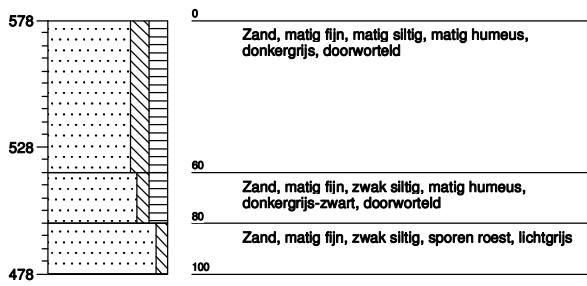 578
0
Zand, matig fijn, matig siltig, matig humeus,
donkergrijs, doorworteld
528
60
Zand, matig fijn, zwak siltig, matig humeus,
donkergrijs-zwart, doorworteld
80
Zand, matig fijn, zwak siltig, sporen roest, lichtgrijs
478
100